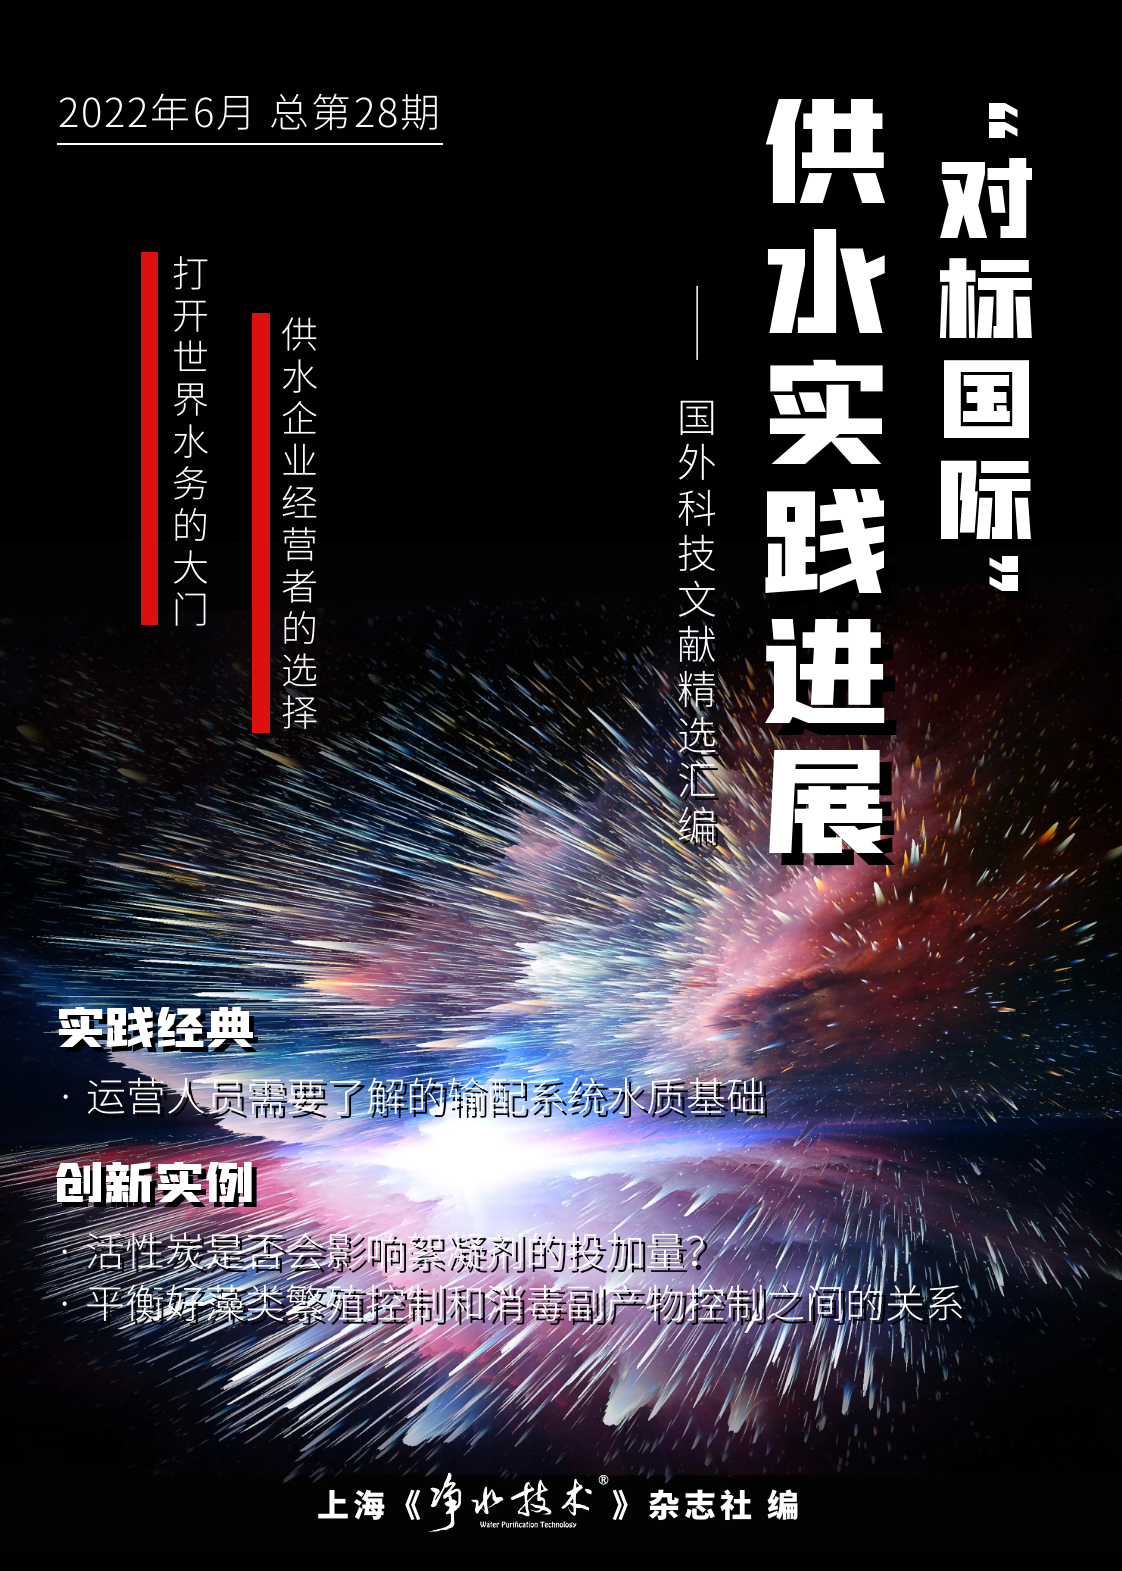 2022年6月 总第28期
“对标国际”
供水实践进展
——国外科技文献精选汇编
打开世界水务的大门
供水企业经营者的选择
实践经典
· 运营人员需要了解的输配系统水质基础
创新实例
· 活性炭是否会影响絮凝剂的投加量？
· 平衡好藻类繁殖控制和消毒副产物控制之间的关系
上海《净水技术®》杂志社 编
Water Purification Technology